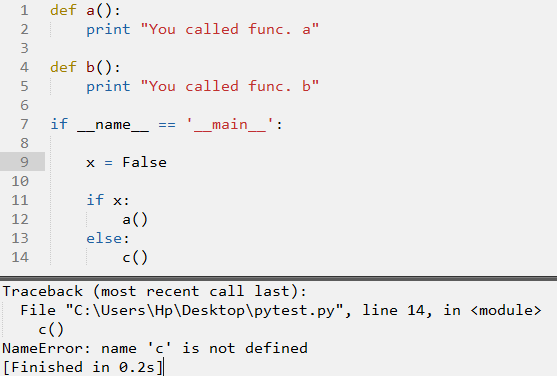 1 def a():
2     print "You called func. a"
3
4 def b():
5     print "You called func. b"
6
7 if __name__ == '__main__':
8
9     x = False
10
11     if x:
12         a()
13     else:
14         c()
Traceback (most recent call last):
  File "C:\Users\Hp\Desktop\pytest.py", line 14, in <module>
    c()
NameError: name 'c' is not defined
[Finished in 0.2s]